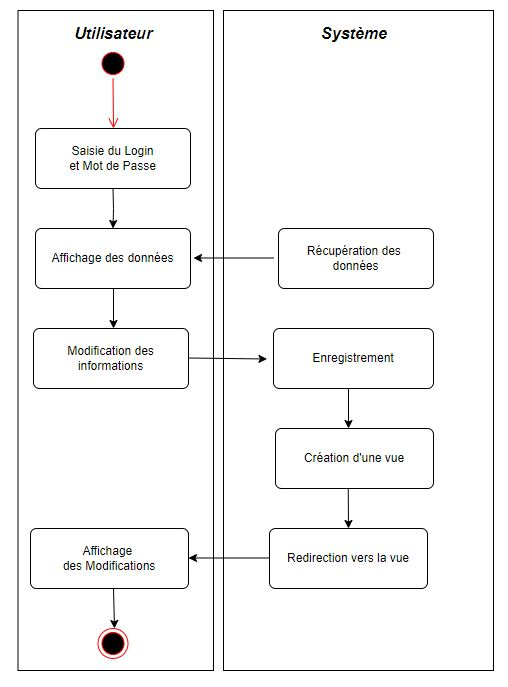 Utilisateur
Système
Saisie du Login
et Mot de Passe
Affichage des données
Récupération des
données
Modification des
informations
Enregistrement
Création d'une vue
Affichage
des Modifications
Redirection vers la vue